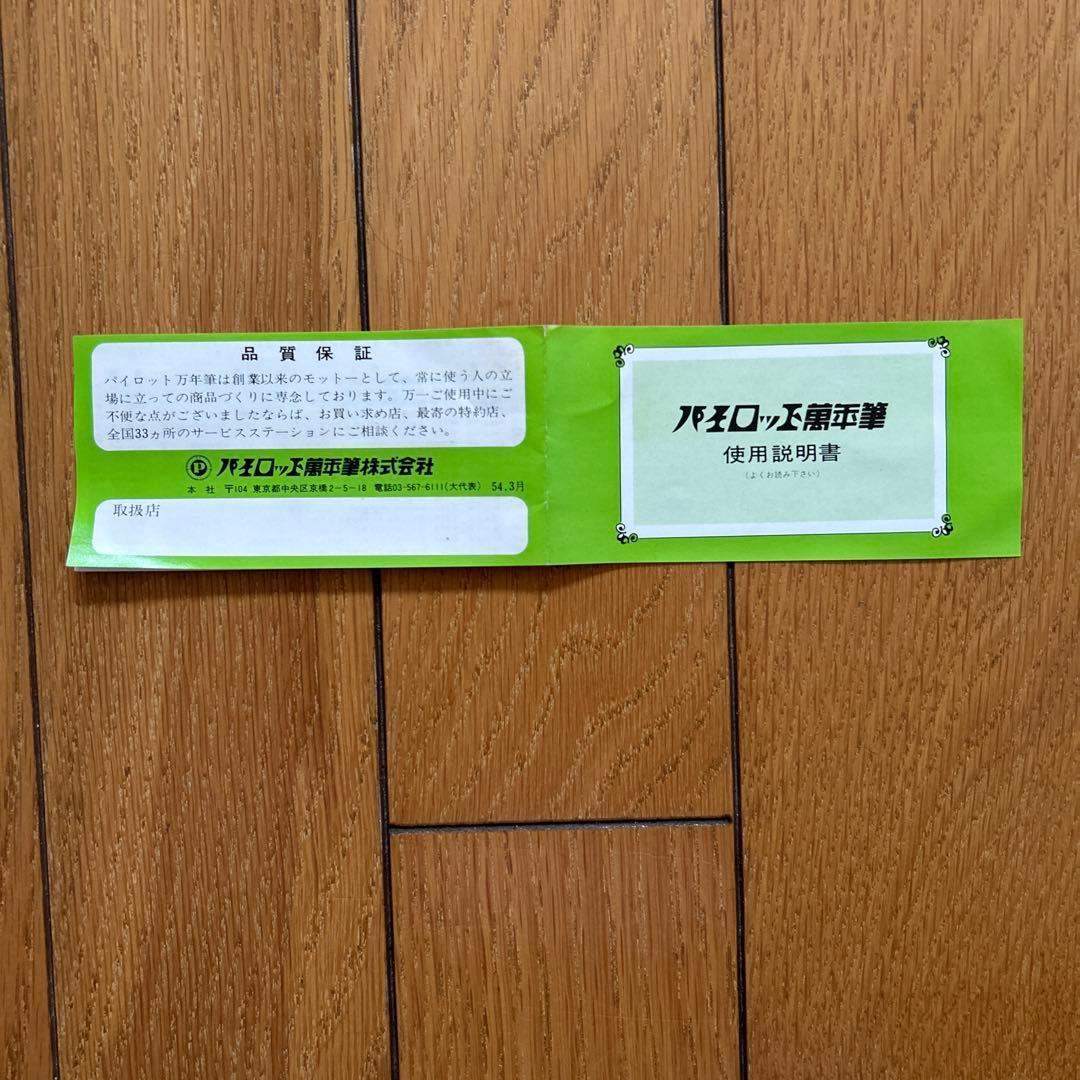 品質保証
パイロット万年筆は創業以来のモットーとして、常に使う人の立
場に立っての商品づくりに専念しております。万一ご使用中にご
不便な点がございましたならば、お買い求め店、最寄の特約店、
全国33ヵ所のサービスステーションにご相談ください。
パイロット萬年筆株式会社
本社 〒104 東京都中央区京橋2-5-18 電話03-567-6111(大代表) 54.3月
取扱店
パイロット萬年筆
使用説明書
(よくお読み下さい)